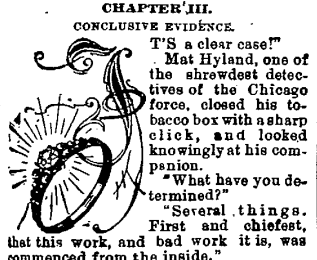 CHAPTER III.
CONCLUSIVE EVIDENCE.
IT'S a clear case!"
Mat Hyland, one of
the shrewdest detec-
tives of the Chicago
force, closed his to-
bacco box with a sharp
click, and looked
knowingly at his com-
panion.
"What have you de-
termined?"
"Several things.
First and chiefest,
that this work, and bad work it is, was
commenced from the inside."